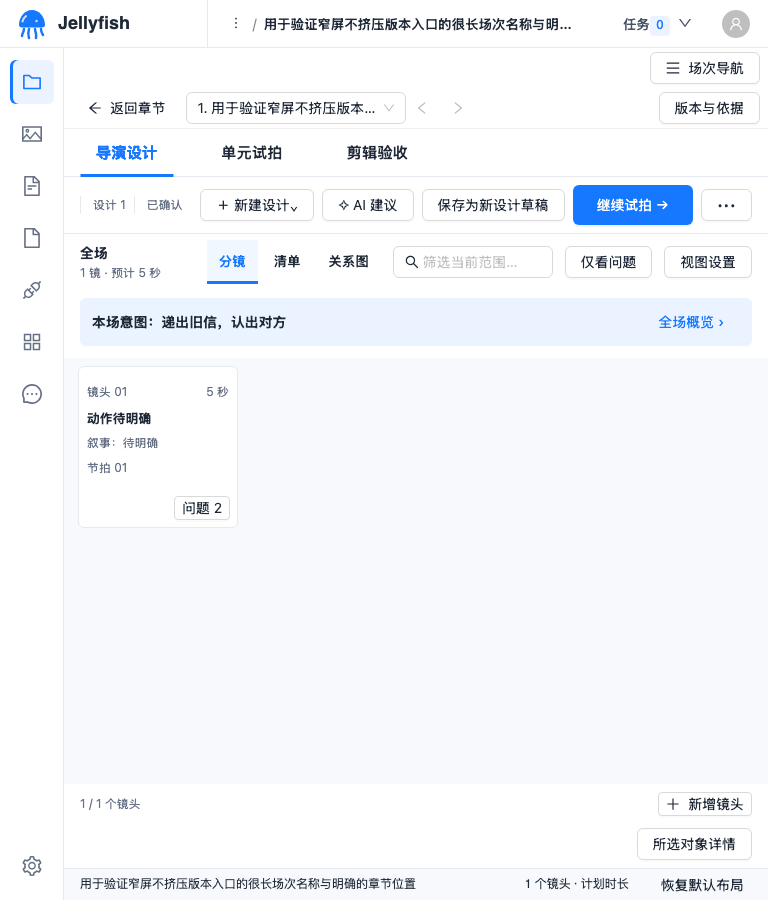 Jellyfish
/ 用于验证窄屏不挤压版本入口的很长场次名称与明...
任务 0
场次导航
返回章节
1. 用于验证窄屏不挤压版本...
版本与依据
导演设计 单元试拍 剪辑验收
设计 1 已确认 新建设计 AI 建议 保存为新设计草稿 继续试拍
全场
1 镜 · 预计 5 秒
分镜 清单 关系图 筛选当前范围... 仅看问题 视图设置
本场意图：递出旧信，认出对方 全场概览 ›
镜头 01 5 秒
动作待明确
叙事：待明确
节拍 01
问题 2
1 / 1 个镜头 新增镜头
所选对象详情
用于验证窄屏不挤压版本入口的很长场次名称与明确的章节位置 1 个镜头 · 计划时长 恢复默认布局